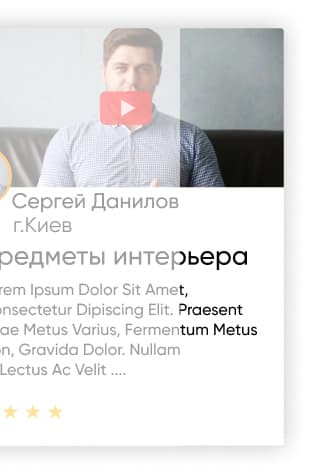 Сергей Данилов
г.Киев
редметы интерьера
rem Ipsum Dolor Sit Amet,
nsectetur Dipiscing Elit. Praesent
ae Metus Varius, Fermentum Metus
n, Gravida Dolor. Nullam
Lectus Ac Velit ....